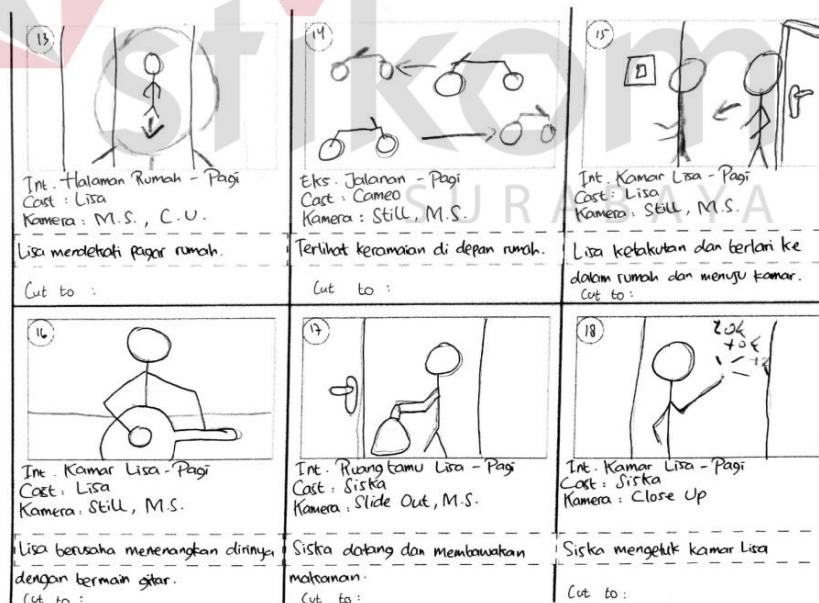 stikom
SURABAYA
13
Int. Halaman Rumah - Pagi
Cast : Lisa
Kamera : M.S., C.U.
Lisa mendekati pagar rumah.
Cut to :
14
Eks. Jalanan - Pagi
Cast : Cameo
Kamera : Still, M.S.
Terlihat keramaian di depan rumah.
Cut to :
15
Int. Kamar Lisa - Pagi
Cast : Lisa
Kamera : Still, M.S.
Lisa ketakutan dan berlari ke
dalam rumah dan menuju kamar.
Cut to :
16
Int. Kamar Lisa - Pagi
Cast : Lisa
Kamera : Still, M.S.
Lisa berusaha menenangkan dirinya
dengan bermain gitar.
Cut to :
17
Int. Ruang tamu Lisa - Pagi
Cast : Siska
Kamera : Slide Out, M.S.
Siska datang dan membawakan
makanan.
Cut to :
18
tok
tok
Int. Kamar Lisa - Pagi
Cast : Siska
Kamera : Close Up
Siska mengetuk kamar Lisa
Cut to :